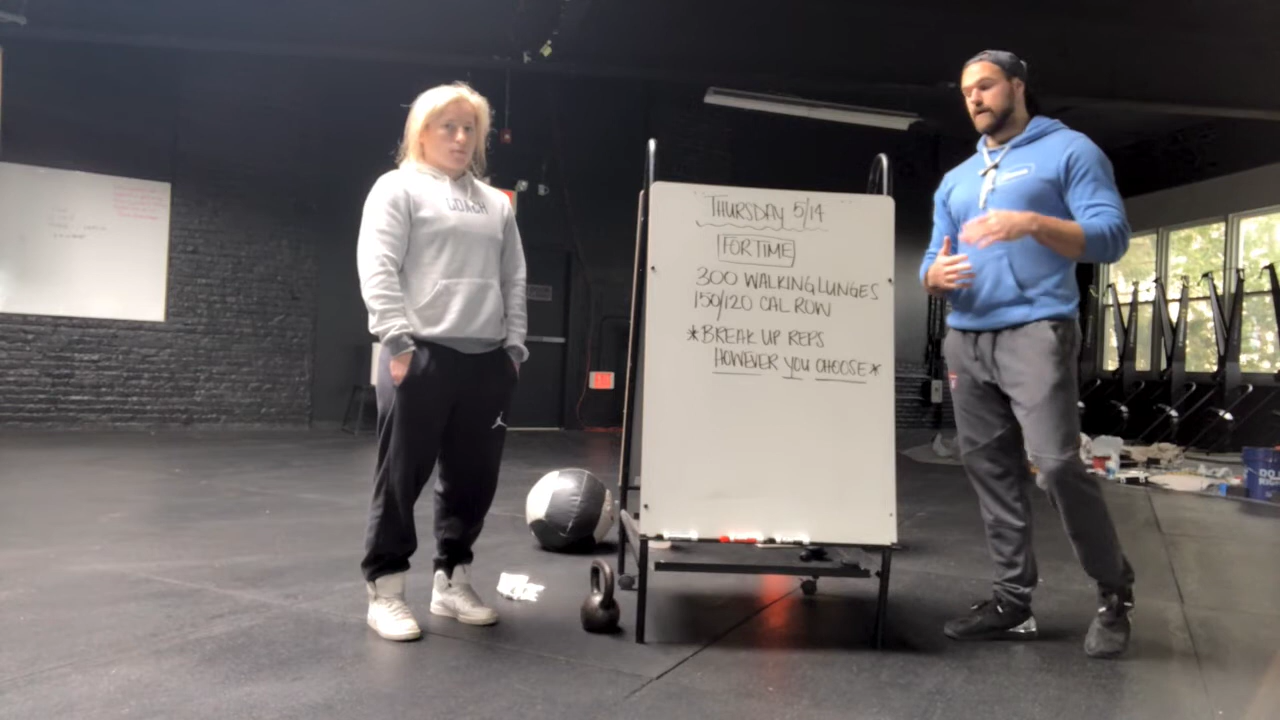 COACH
THURSDAY 5/14
FOR TIME
300 WALKING LUNGES
150/120 CAL ROW
*BREAK UP REPS
HOWEVER YOU CHOOSE*